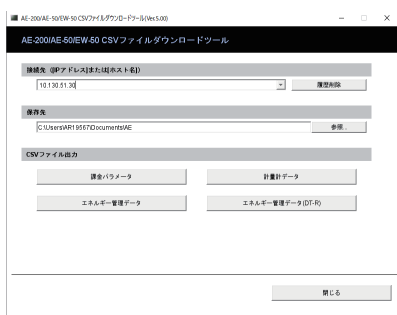 AE-200/AE-50/EW-50 CSVファイルダウンロードツール(Ver.5.00)
AE-200/AE-50/EW-50 CSVファイルダウンロードツール
接続先 (IPアドレスまたはホスト名)
10.130.51.30
履歴削除
保存先
C:\Users\AR19567\Documents\AE
参照...
CSVファイル出力
課金パラメータ
計量計データ
エネルギー管理データ
エネルギー管理データ(DT-R)
閉じる